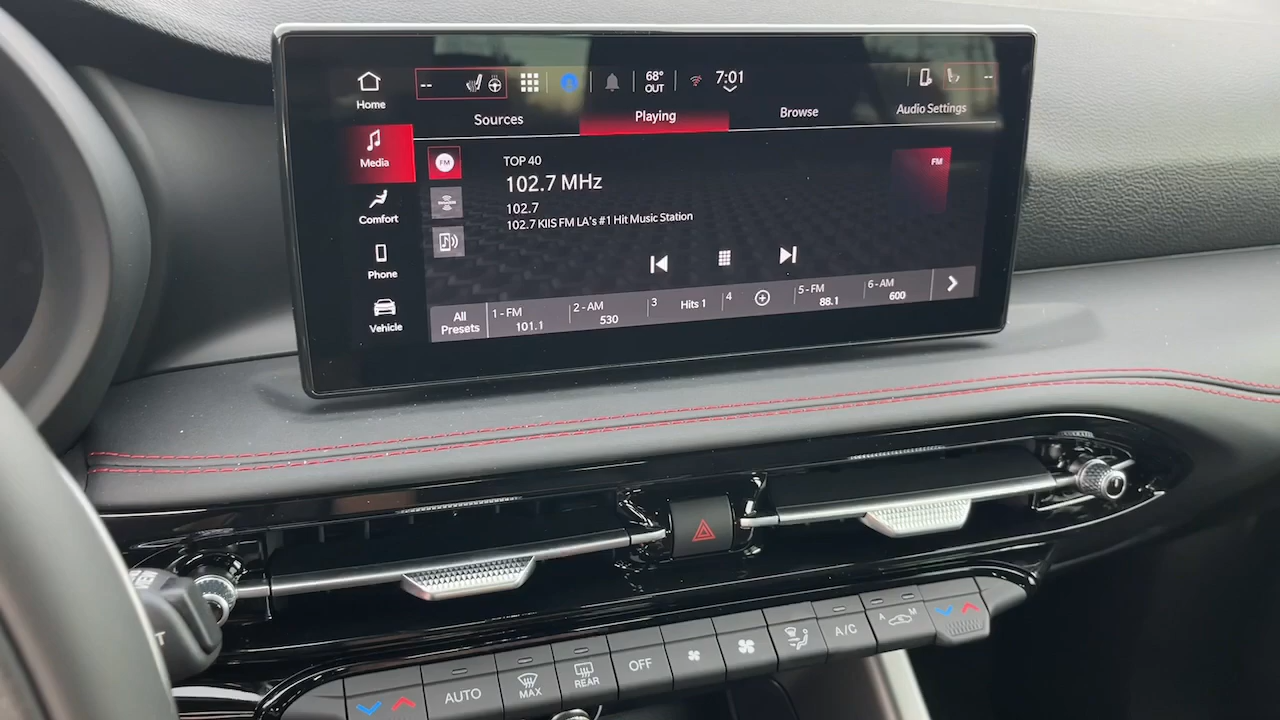 Home
--
68°
OUT
7:01
--
Sources
Playing
Browse
Audio Settings
Media
Comfort
Phone
Vehicle
FM
TOP 40
102.7 MHz
102.7
102.7 KIIS FM LA's #1 Hit Music Station
FM
All
Presets
1 - FM
101.1
2 - AM
530
3
Hits 1
4
5 - FM
88.1
6 - AM
600
AUTO
MAX
REAR
OFF
A/C
A
M